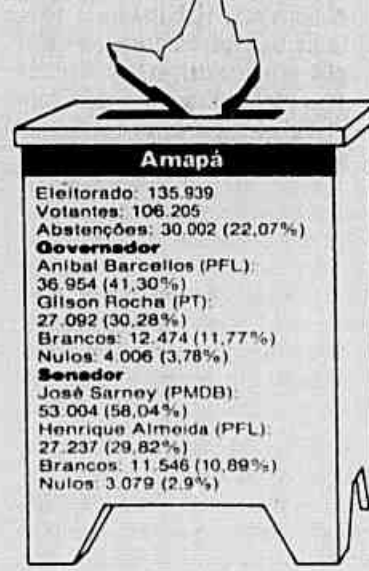 Amapá
Eleitorado: 135.939
Votantes: 106.205
Abstenções: 30.002 (22,07%)
Governador
Aníbal Barcellos (PFL):
36.954 (41,30%)
Gilson Rocha (PT):
27.092 (30,28%)
Brancos: 12.474 (11,77%)
Nulos: 4.006 (3,78%)
Senador
José Sarney (PMDB):
53.004 (58,04%)
Henrique Almeida (PFL):
27.237 (29,82%)
Brancos: 11.546 (10,89%)
Nulos: 3.079 (2,9%)